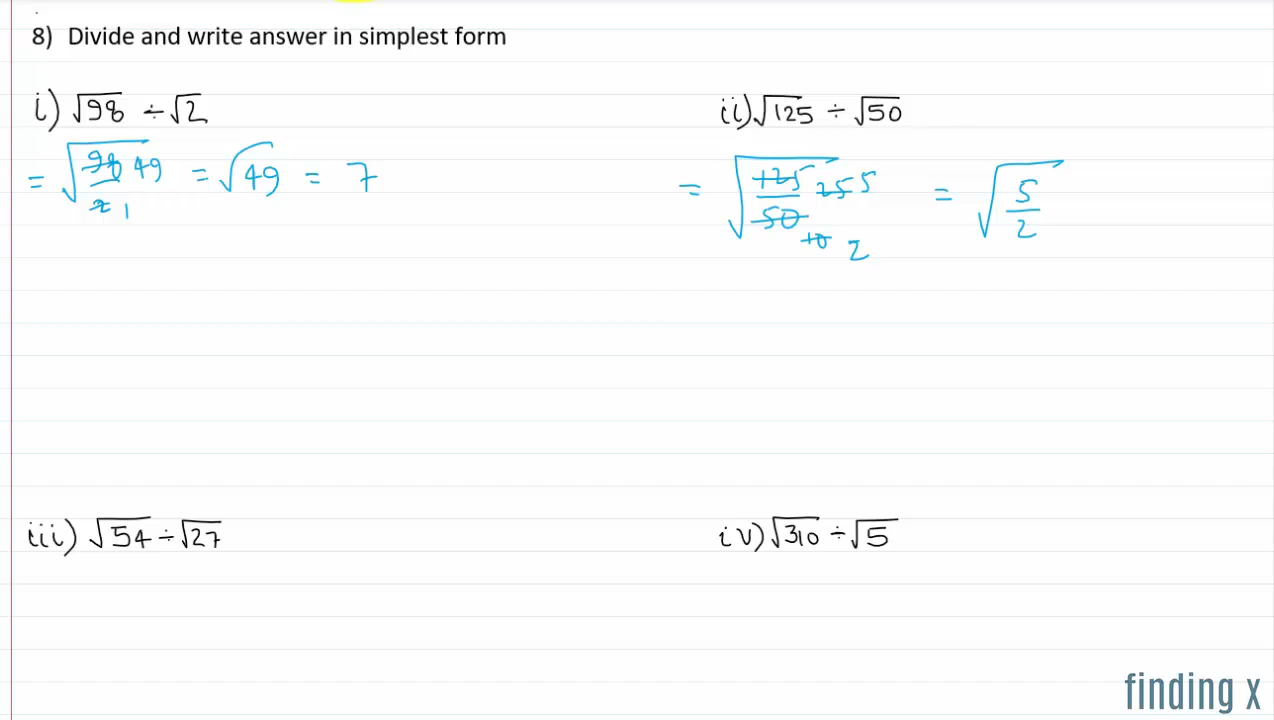 8) Divide and write answer in simplest form
i) √98 ÷ √2
= √(98/2) 49 1 = √49 = 7
ii) √125 ÷ √50
= √(125/50) 25 5 10 2 = √(5/2)
iii) √54 ÷ √27
iv) √310 ÷ √5
finding x